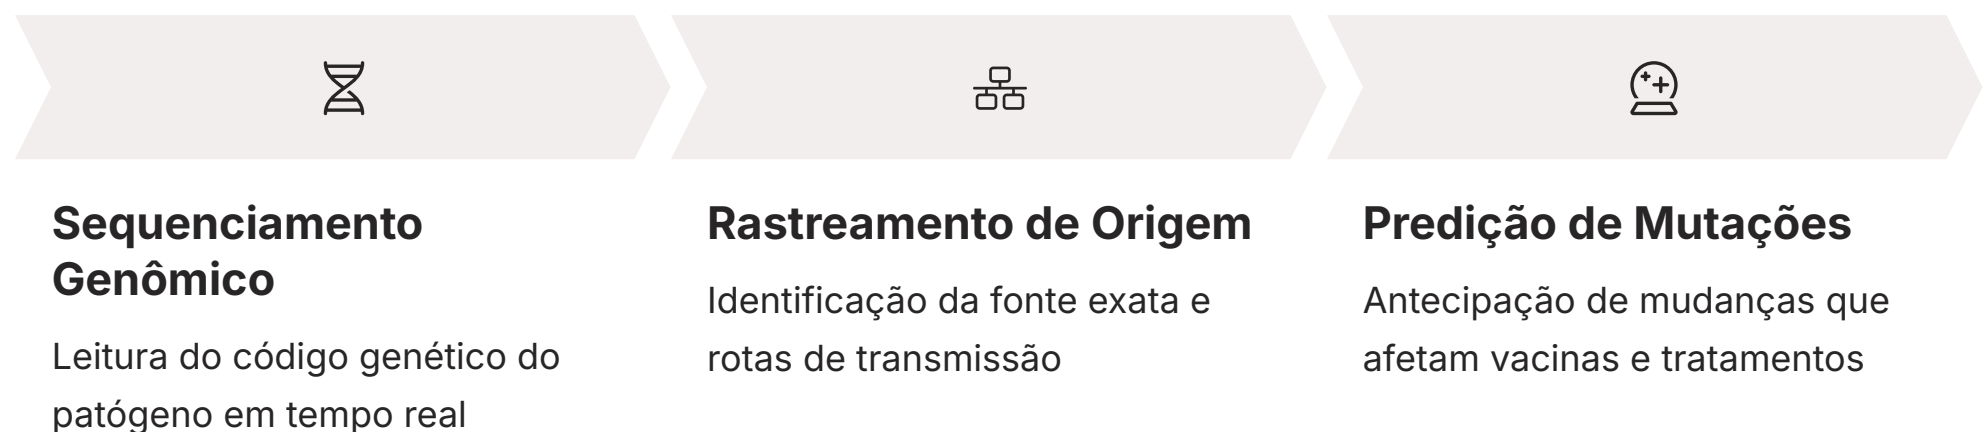 Sequenciamento
Genômico
Leitura do código genético do
patógeno em tempo real
Rastreamento de Origem
Identificação da fonte exata e
rotas de transmissão
Predição de Mutações
Antecipação de mudanças que
afetam vacinas e tratamentos